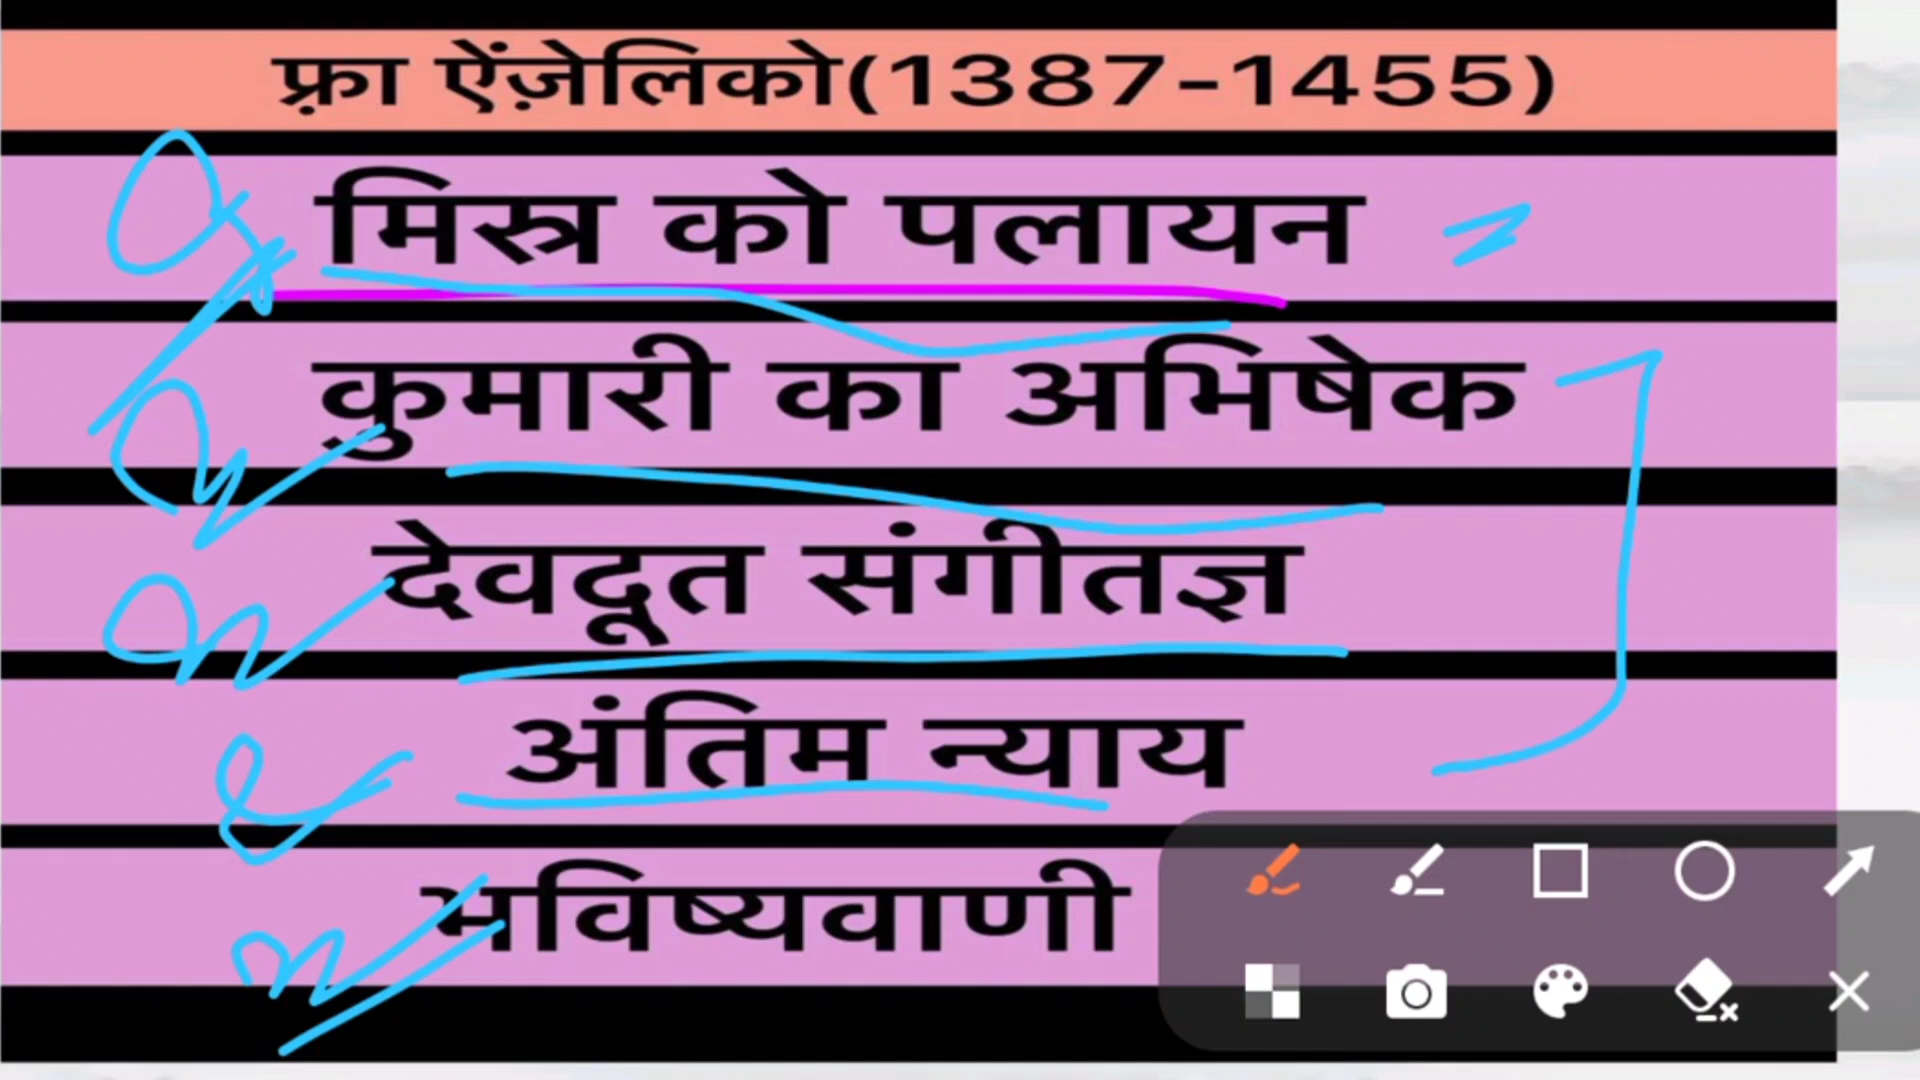 फ़्रा ऐंज़ेलिको(1387-1455)
मिस्र को पलायन
कुमारी का अभिषेक
देवदूत संगीतज्ञ
अंतिम न्याय
भविष्यवाणी